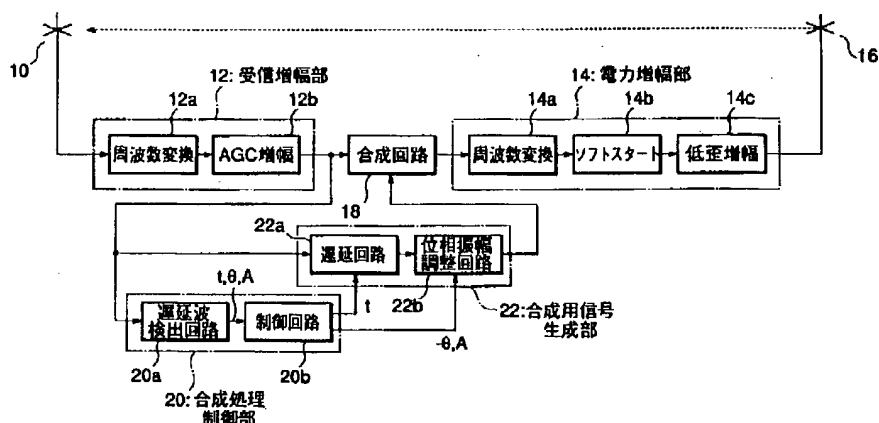 10
16
12:受信増幅部
12a
12b
14:電力増幅部
14a
14b
14c
周波数変換
AGC増幅
合成回路
18
周波数変換
ソフトスタート
低歪増幅
22a
遅延回路
位相振幅
調整回路
22b
22:合成用信号
生成部
遅延波
検出回路
t,θ,A
制御回路
t
-θ,A
20a
20b
20:合成処理
制御部